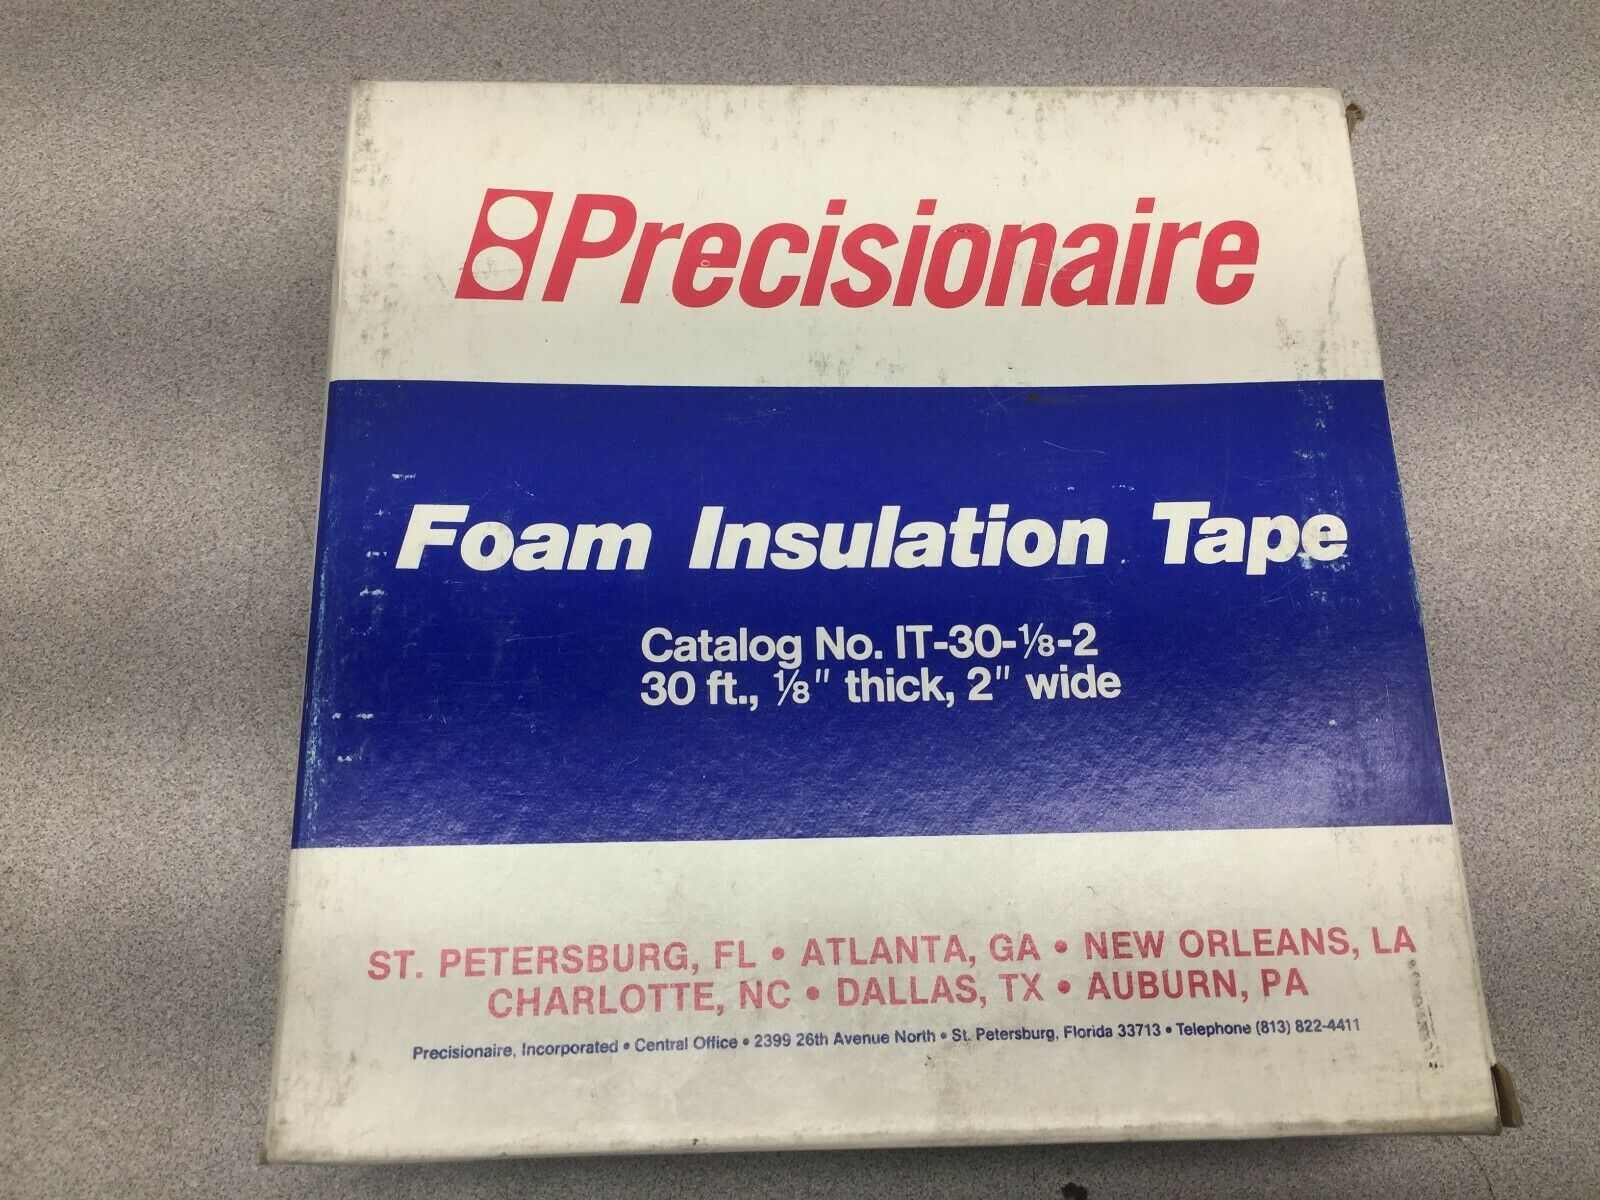 Precisionaire
Foam Insulation Tape
Catalog No. IT-30-⅛-2
30 ft., ⅛" thick, 2" wide
ST. PETERSBURG, FL • ATLANTA, GA • NEW ORLEANS, LA
CHARLOTTE, NC • DALLAS, TX • AUBURN, PA
Precisionaire, Incorporated • Central Office • 2399 26th Avenue North • St. Petersburg, Florida 33713 • Telephone (813) 822-4411